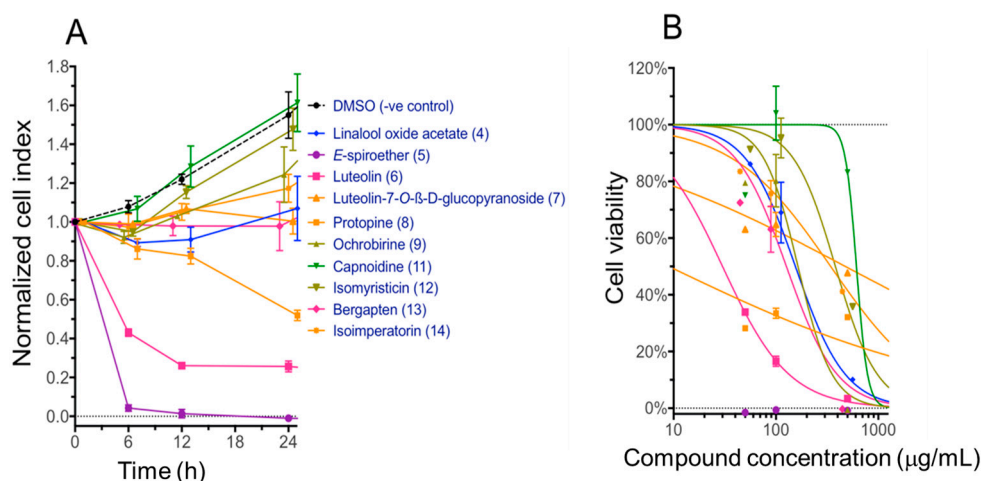 A
Normalized cell index
1.8
1.6
1.4
1.2
1.0
0.8
0.6
0.4
0.2
0.0
0
6
12
18
24
Time (h)
DMSO (-ve control)
Linalool oxide acetate (4)
E-spiroether (5)
Luteolin (6)
Luteolin-7-O-ß-D-glucopyranoside (7)
Protopine (8)
Ochrobirine (9)
Capnoidine (11)
Isomyristicin (12)
Bergapten (13)
Isoimperatorin (14)
B
Cell viability
120%
100%
80%
60%
40%
20%
0%
10
100
1000
Compound concentration (µg/mL)